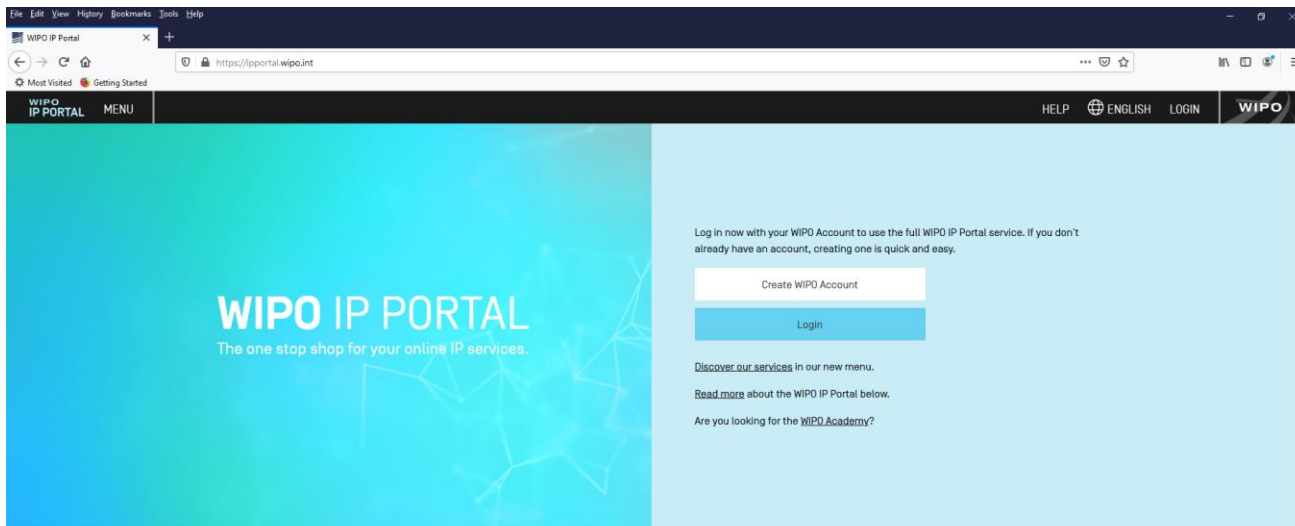 File Edit View History Bookmarks Tools Help
WIPO IP Portal
https://ipportal.wipo.int
Most Visited Getting Started
WIPO
IP PORTAL MENU HELP ENGLISH LOGIN WIPO
Log in now with your WIPO Account to use the full WIPO IP Portal service. If you don't
already have an account, creating one is quick and easy.
Create WIPO Account
WIPO IP PORTAL
Login
The one stop shop for your online IP services.
Discover our services in our new menu.
Read more about the WIPO IP Portal below.
Are you looking for the WIPO Academy?